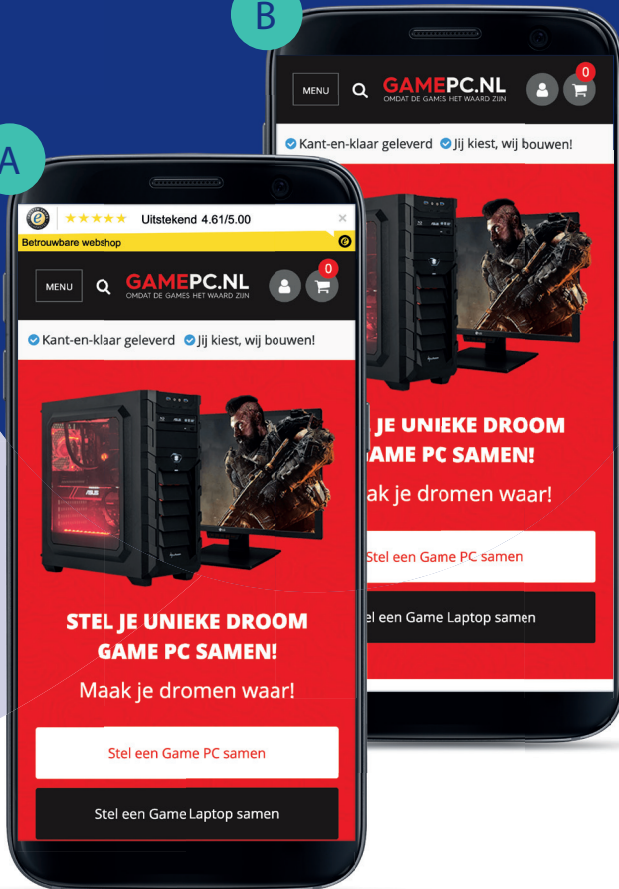 B
MENU
GAMEPC.NL
0
OMDAT DE GAMES HET WAARD ZIJN
Kant-en-klaar geleverd Jij kiest, wij bouwen!
JE UNIEKE DROOM
AME PC SAMEN!
ak je dromen waar!
Stel een Game PC samen
el een Game Laptop samen
A
Uitstekend 4.61/5.00
Betrouwbare webshop
MENU
GAMEPC.NL
0
OMDAT DE GAMES HET WAARD ZIJN
Kant-en-klaar geleverd Jij kiest, wij bouwen!
ASUS
STEL JE UNIEKE DROOM
GAME PC SAMEN!
Maak je dromen waar!
Stel een Game PC samen
Stel een Game Laptop samen